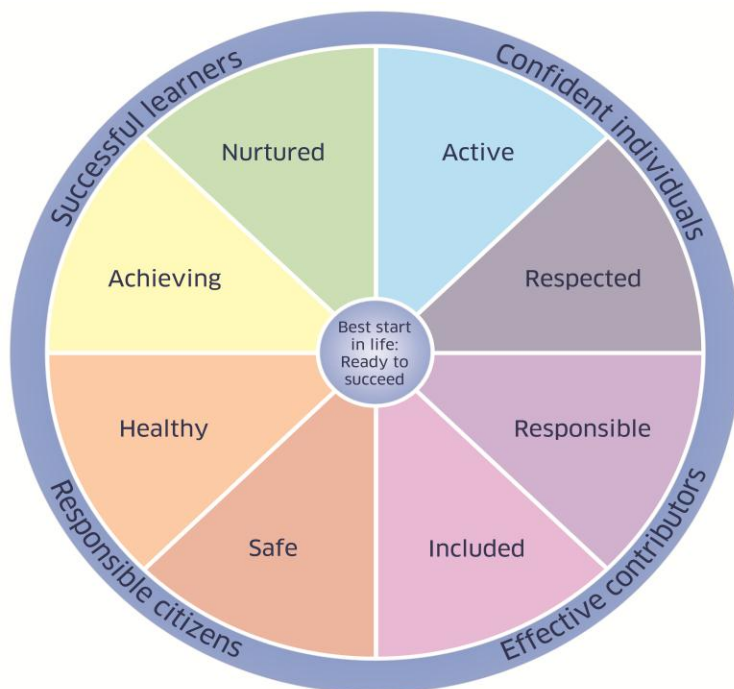 Successful learners
Confident individuals
Nurtured
Active
Achieving
Respected
Best start
in life:
Ready to
succeed
Healthy
Responsible
Safe
Included
Responsible citizens
Effective contributors